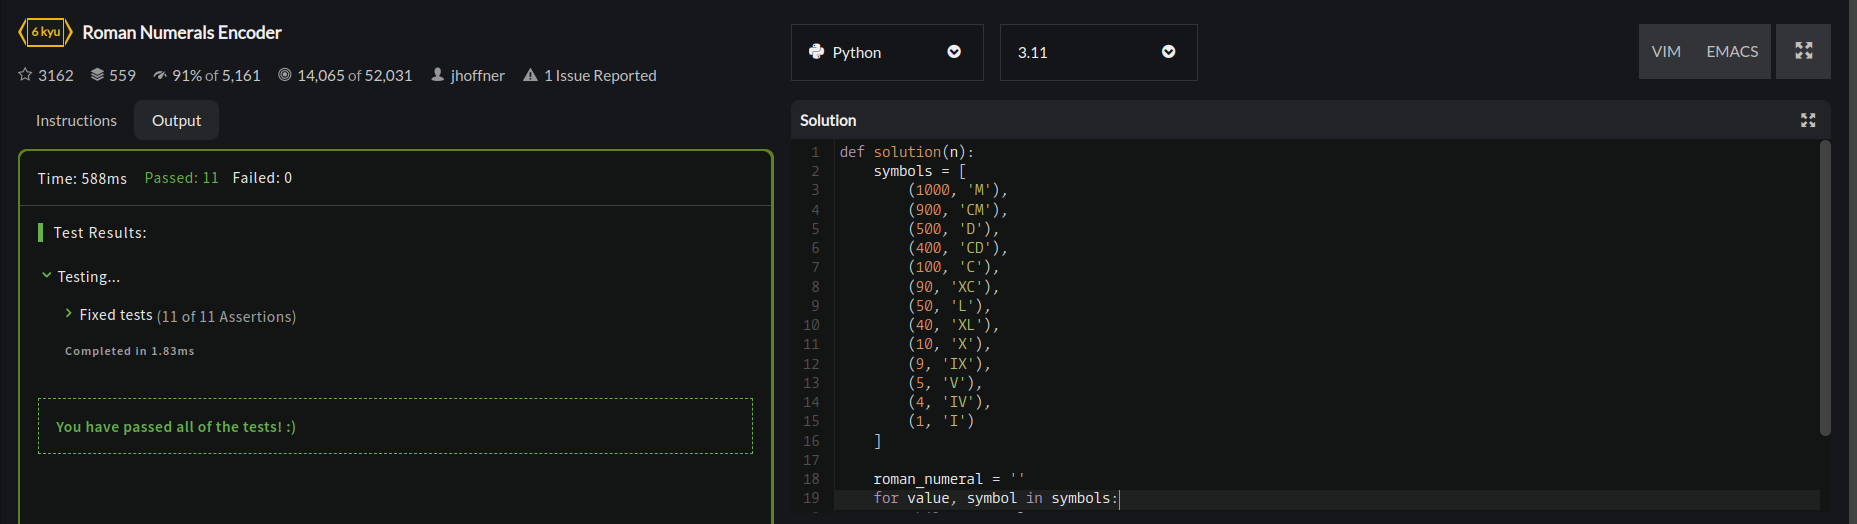 6 kyu Roman Numerals Encoder
3162 559 91% of 5,161 14,065 of 52,031 jhoffner 1 Issue Reported
Instructions Output
Time: 588ms Passed: 11 Failed: 0
Test Results:
Testing...
Fixed tests (11 of 11 Assertions)
Completed in 1.83ms
You have passed all of the tests! :)
Python 3.11 VIM EMACS
Solution
1 def solution(n):
2 symbols = [
3 (1000, 'M'),
4 (900, 'CM'),
5 (500, 'D'),
6 (400, 'CD'),
7 (100, 'C'),
8 (90, 'XC'),
9 (50, 'L'),
10 (40, 'XL'),
11 (10, 'X'),
12 (9, 'IX'),
13 (5, 'V'),
14 (4, 'IV'),
15 (1, 'I')
16 ]
17
18 roman_numeral = ''
19 for value, symbol in symbols: